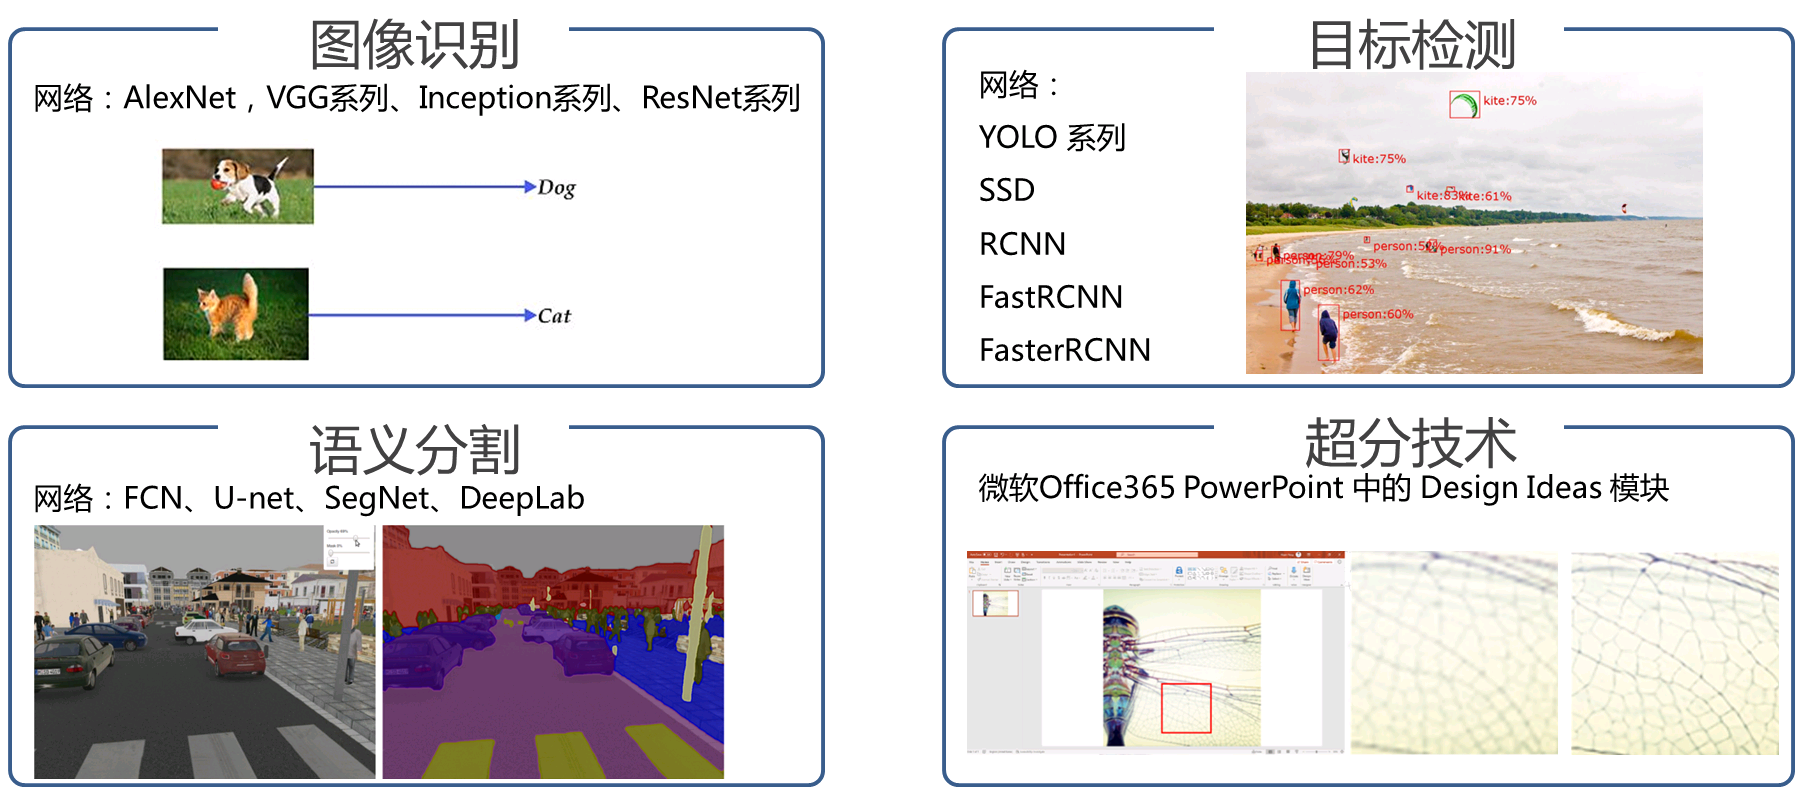 图像识别
网络：AlexNet，VGG系列、Inception系列、ResNet系列
Dog
Cat
目标检测
网络：
YOLO 系列
SSD
RCNN
FastRCNN
FasterRCNN
kite:75%
kite:75%
kite:83%
kite:61%
person:91%
person:79%
person:53%
person:62%
person:60%
语义分割
网络：FCN、U-net、SegNet、DeepLab
超分技术
微软Office365 PowerPoint 中的 Design Ideas 模块